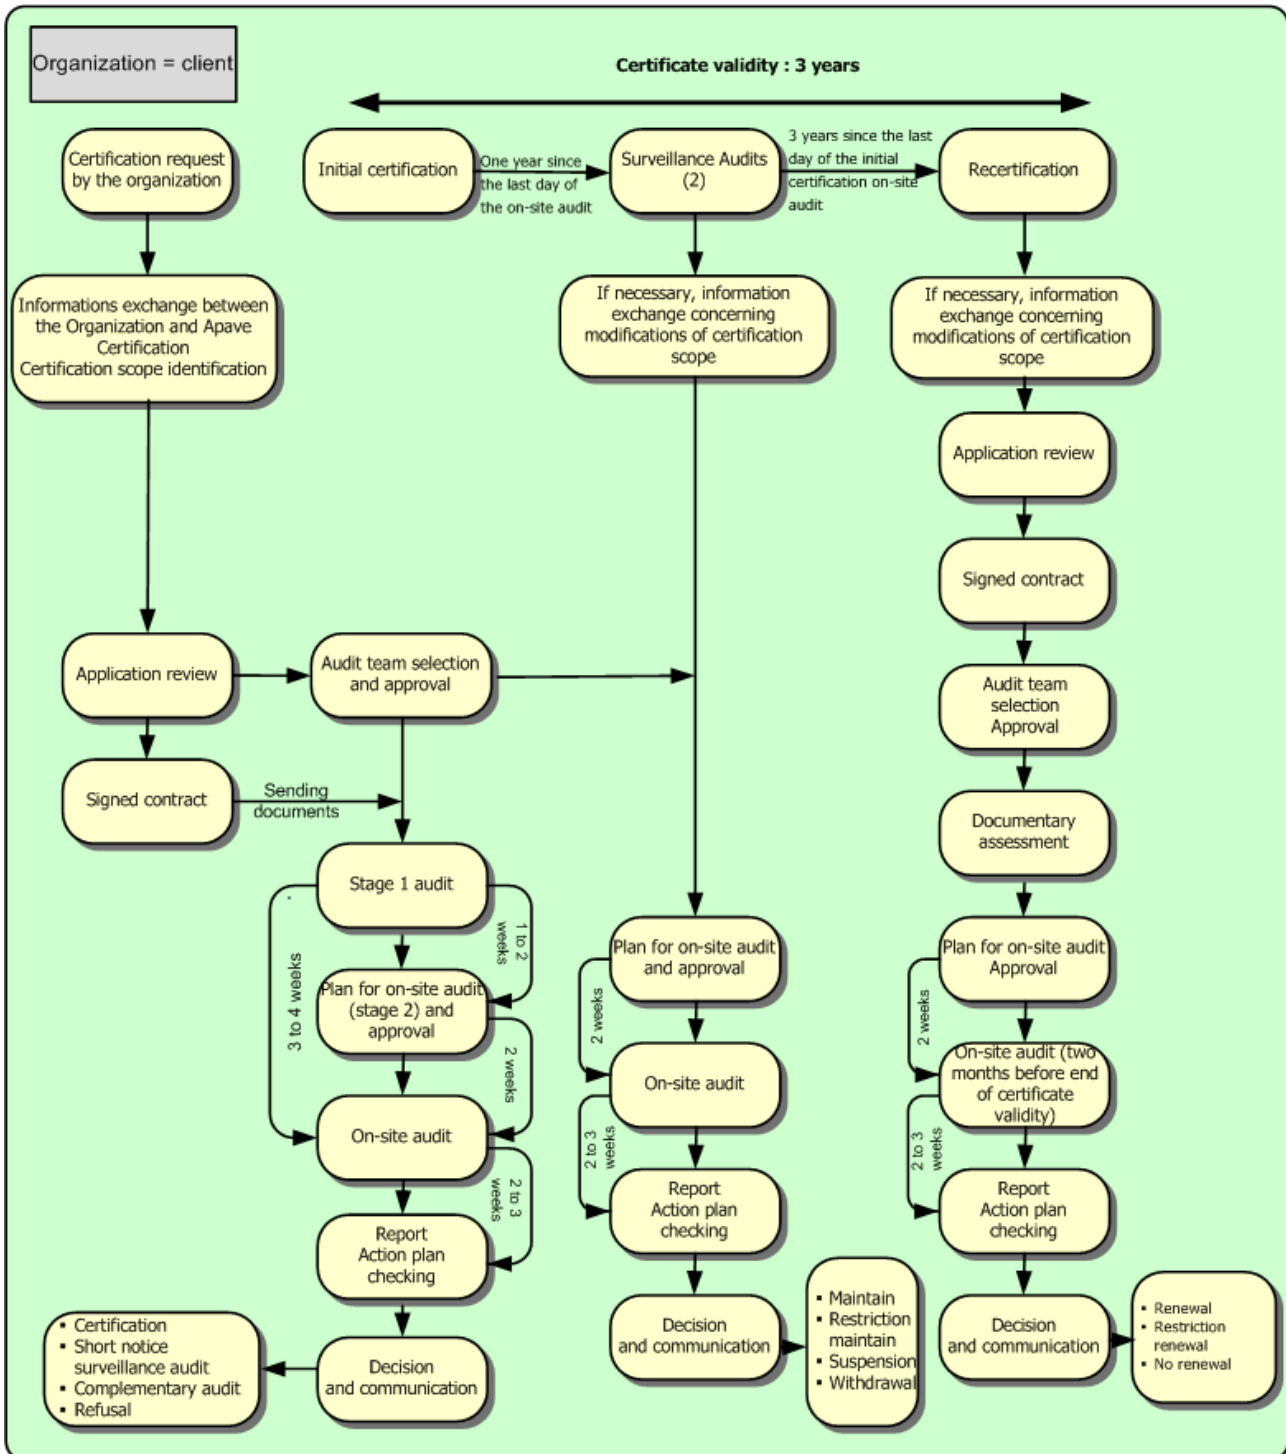 Organization = client
Certificate validity : 3 years
Certification request
by the organization
Initial certification
One year since
the last day of
the on-site audit
Surveillance Audits
(2)
3 years since the last
day of the initial
certification on-site
audit
Recertification
Informations exchange between
the Organization and Apave
Certification
Certification scope identification
If necessary, information
exchange concerning
modifications of certification
scope
If necessary, information
exchange concerning
modifications of certification
scope
Application review
Signed contract
Application review
Audit team selection
and approval
Audit team
selection
Approval
Signed contract
Sending
documents
Documentary
assessment
Stage 1 audit
1 to 2
weeks
3 to 4 weeks
Plan for on-site audit
(stage 2) and
approval
2 weeks
On-site audit
2 to 3
weeks
Report
Action plan
checking
Decision
and communication
▪ Certification
▪ Short notice
surveillance audit
▪ Complementary audit
▪ Refusal
Plan for on-site audit
and approval
2 weeks
On-site audit
2 to 3
weeks
Report
Action plan
checking
Decision
and communication
▪ Maintain
▪ Restriction
maintain
▪ Suspension
▪ Withdrawal
Plan for on-site audit
Approval
2 weeks
On-site audit (two
months before end
of certificate
validity)
2 to 3
weeks
Report
Action plan
checking
Decision
and communication
▪ Renewal
▪ Restriction
renewal
▪ No renewal